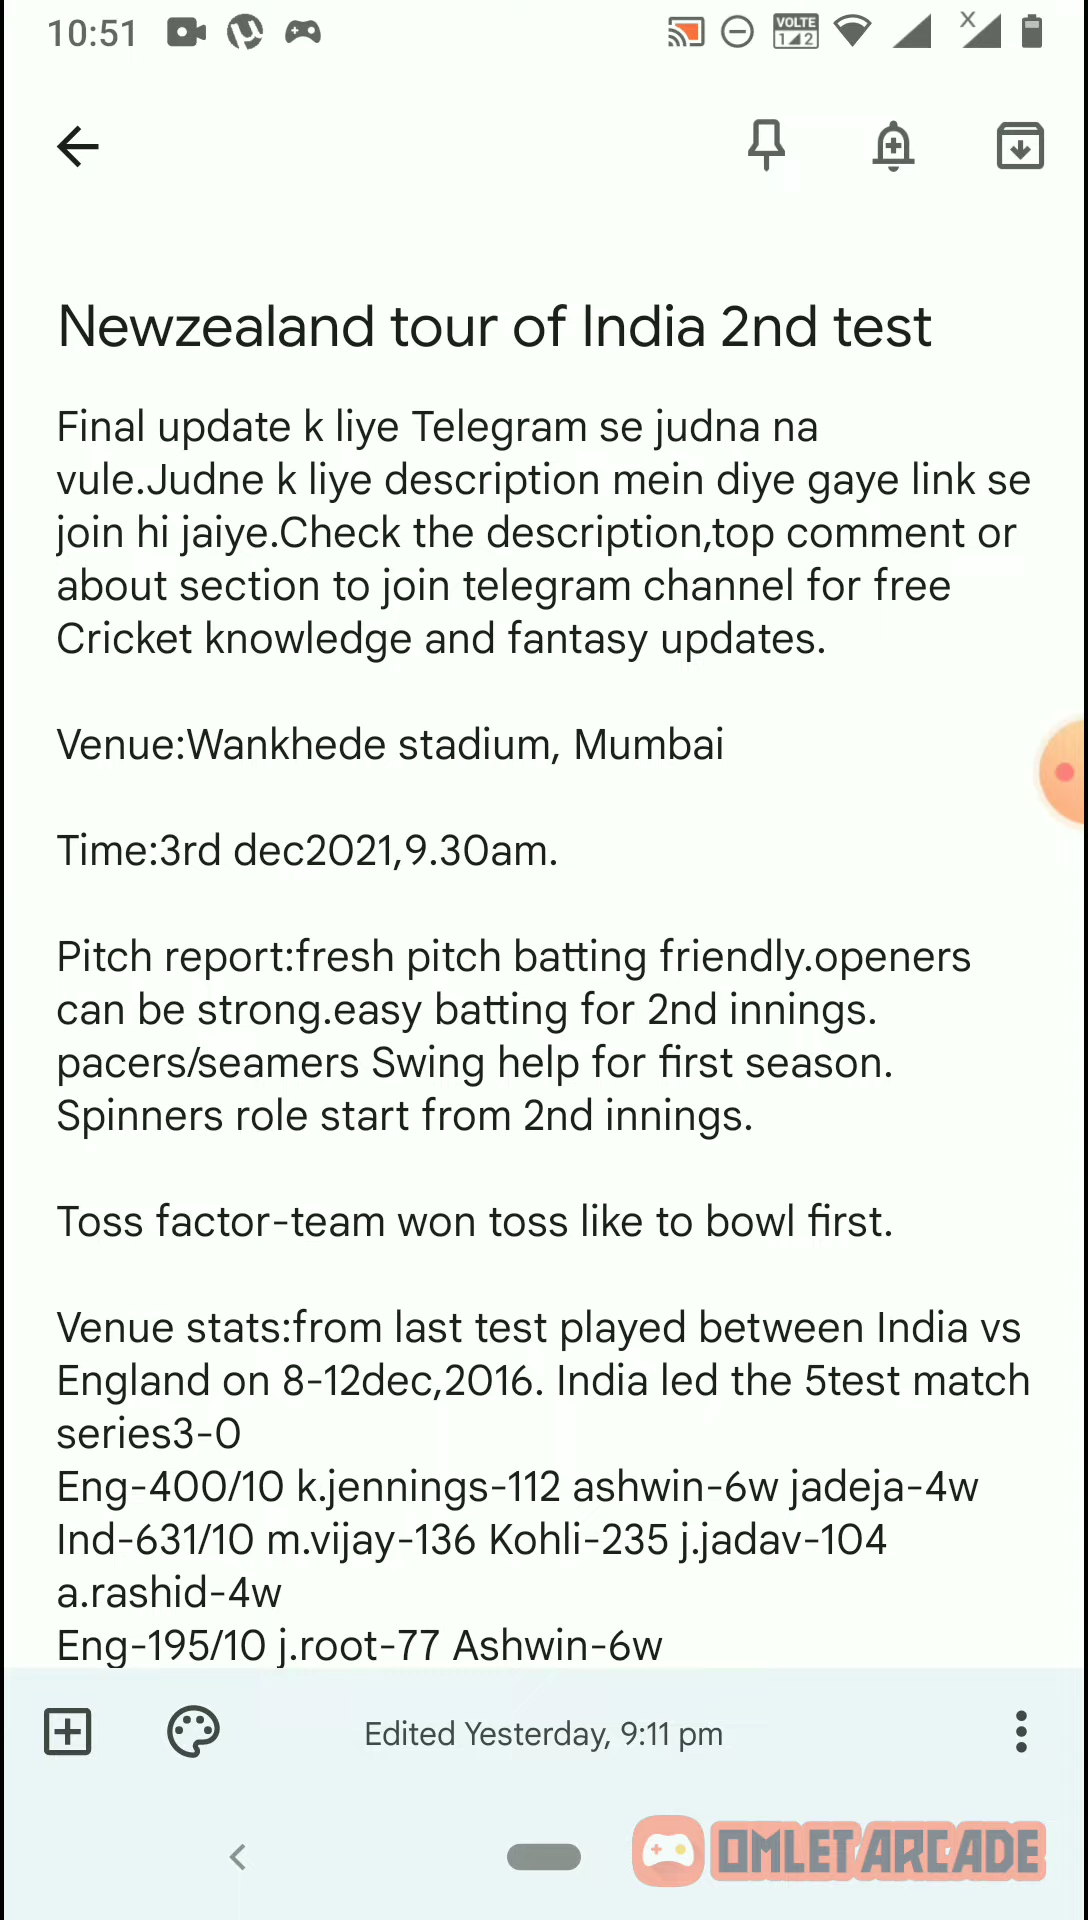 10:51
VOLTE
1 2
X
Newzealand tour of India 2nd test
Final update k liye Telegram se judna na
vule.Judne k liye description mein diye gaye link se
join hi jaiye.Check the description,top comment or
about section to join telegram channel for free
Cricket knowledge and fantasy updates.
Venue:Wankhede stadium, Mumbai
Time:3rd dec2021,9.30am.
Pitch report:fresh pitch batting friendly.openers
can be strong.easy batting for 2nd innings.
pacers/seamers Swing help for first season.
Spinners role start from 2nd innings.
Toss factor-team won toss like to bowl first.
Venue stats:from last test played between India vs
England on 8-12dec,2016. India led the 5test match
series3-0
Eng-400/10 k.jennings-112 ashwin-6w jadeja-4w
Ind-631/10 m.vijay-136 Kohli-235 j.jadav-104
a.rashid-4w
Eng-195/10 j.root-77 Ashwin-6w
Edited Yesterday, 9:11 pm
OMLET ARCADE